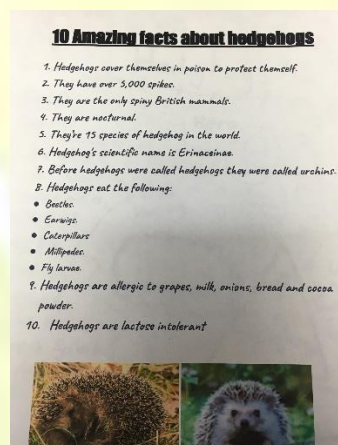 10 Amazing facts about hedgehogs
1. Hedgehogs cover themselves in poison to protect themself.
2. They have over 5,000 spikes.
3. They are the only spiny British mammals.
4. They are nocturnal.
5. They're 15 species of hedgehog in the world.
6. Hedgehog's scientific name is Erinaceinae.
7. Before hedgehogs were called hedgehogs they were called urchins.
8. Hedgehogs eat the following:
● Beetles.
● Earwigs.
● Caterpillars
● Millipedes.
● Fly larvae.
9. Hedgehogs are allergic to grapes, milk, onions, bread and cocoa
powder.
10. Hedgehogs are lactose intolerant